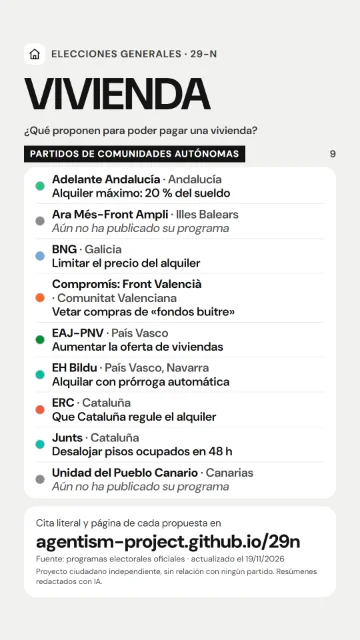 ELECCIONES GENERALES · 29-N
VIVIENDA
¿Qué proponen para poder pagar una vivienda?
PARTIDOS DE COMUNIDADES AUTÓNOMAS 9
Adelante Andalucía · Andalucía
Alquiler máximo: 20 % del sueldo
Ara Més-Front Ampli · Illes Balears
Aún no ha publicado su programa
BNG · Galicia
Limitar el precio del alquiler
Compromís: Front Valencià
· Comunitat Valenciana
Vetar compras de «fondos buitre»
EAJ-PNV · País Vasco
Aumentar la oferta de viviendas
EH Bildu · País Vasco, Navarra
Alquilar con prórroga automática
ERC · Cataluña
Que Cataluña regule el alquiler
Junts · Cataluña
Desalojar pisos ocupados en 48 h
Unidad del Pueblo Canario · Canarias
Aún no ha publicado su programa
Cita literal y página de cada propuesta en
agentism-project.github.io/29n
Fuente: programas electorales oficiales · actualizado el 19/11/2026
Proyecto ciudadano independiente, sin relación con ningún partido. Resúmenes
redactados con IA.